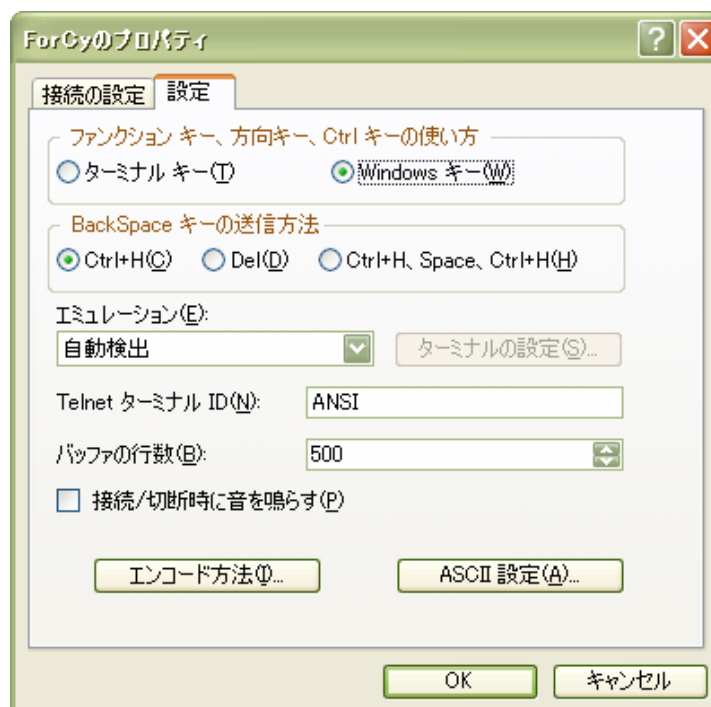 ForCyのプロパティ
接続の設定 設定
ファンクション キー、方向キー、Ctrl キーの使い方
ターミナル キー(T) Windows キー(W)
BackSpace キーの送信方法
Ctrl+H(C) Del(D) Ctrl+H、Space、Ctrl+H(H)
エミュレーション(E):
自動検出 ターミナルの設定(S)...
Telnet ターミナル ID(N): ANSI
バッファの行数(B): 500
接続/切断時に音を鳴らす(P)
エンコード方法(I)... ASCII 設定(A)...
OK キャンセル